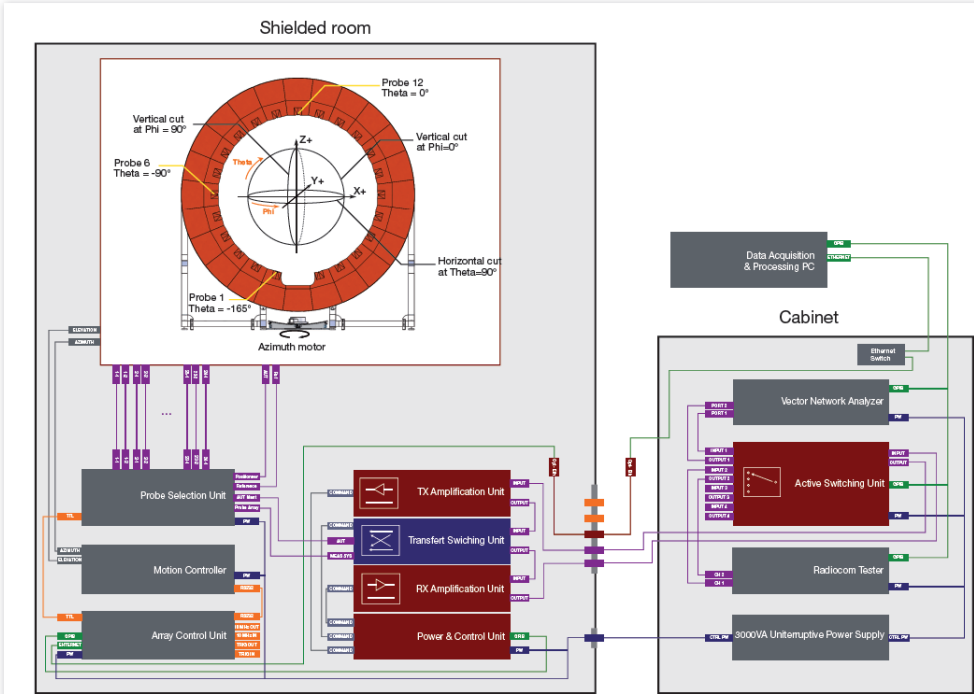 Shielded room
Probe 12
Theta = 0°
Vertical cut
at Phi = 90°
Vertical cut
at Phi=0°
Z+
Theta
Probe 6
Theta = -90°
Y+
X+
Phi
Horizontal cut
at Theta=90°
Probe 1
Theta = -165°
Azimuth motor
ELEVATION
AZIMUTH
...
Probe Selection Unit
Positioner
Reference
AUT Meas
Probe Array
PW
TTL
AZIMUTH
ELEVATION
Motion Controller
PW
TTL
Array Control Unit
GPIB
ETHERNET
PW
TRIG OUT
TRIG IN
COMMAND
TX Amplification Unit
INPUT
OUTPUT
COMMAND
AUT
MEAS SYS
Transfert Swiching Unit
INPUT
OUTPUT
COMMAND
RX Amplification Unit
INPUT
OUTPUT
COMMAND
COMMAND
Power & Control Unit
GPIB
PW
Data Acquisition
& Processing PC
GPIB
ETHERNET
Cabinet
Ethernet
Switch
Vector Network Analyzer
PORT 2
PORT 1
GPIB
PW
INPUT 1
OUTPUT 1
INPUT 2
OUTPUT 2
INPUT 3
OUTPUT 3
INPUT 4
OUTPUT 4
Active Switching Unit
INPUT
OUTPUT
GPIB
PW
Radiocom Tester
CH 2
CH 1
GPIB
PW
CTRL PW
3000VA Uniterruptive Power Supply
CTRL PW